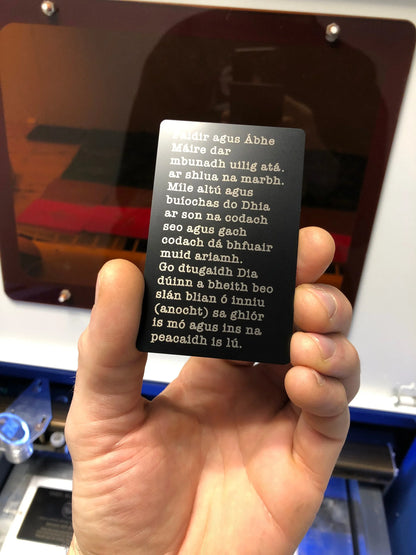 Paidir agus Ábhe
Máire dar
mbunadh uilig atá.
ar shlua na marbh.
Míle altú agus
buíochas do Dhia
ar son na codach
seo agus gach
codach dá bhfuair
muid ariamh.
Go dtugaidh Dia
dúinn a bheith beo
slán blian ó inniu
(anocht) sa ghlór
is mó agus ins na
peacaidh is lú.